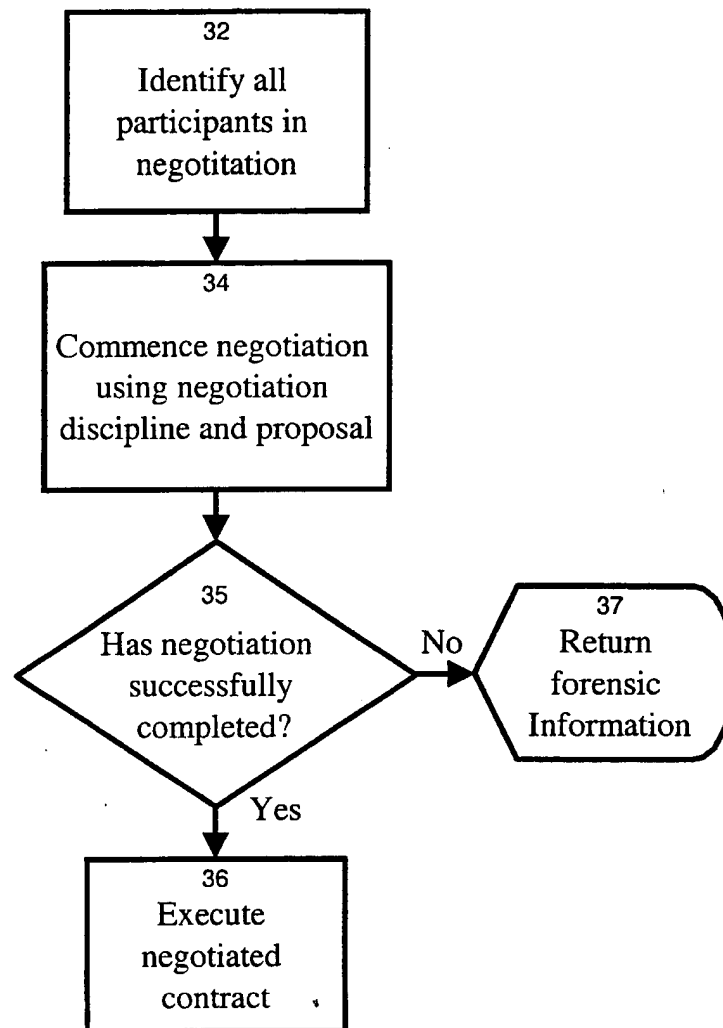 32
Identify all
participants in
negotitation
34
Commence negotiation
using negotiation
discipline and proposal
35
Has negotiation
successfully
completed?
No
37
Return
forensic
Information
Yes
36
Execute
negotiated
contract